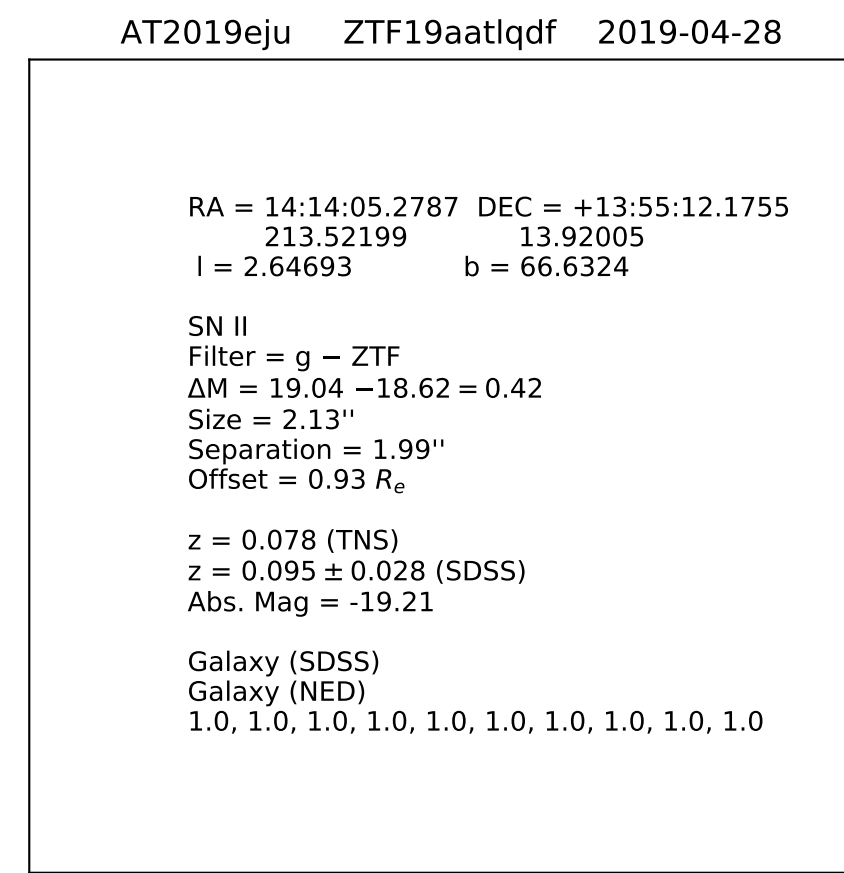 AT2019eju ZTF19aatlqdf 2019-04-28
RA = 14:14:05.2787 DEC = +13:55:12.1755
213.52199 13.92005
l = 2.64693 b = 66.6324
SN II
Filter = g − ZTF
ΔM = 19.04 −18.62 = 0.42
Size = 2.13''
Separation = 1.99''
Offset = 0.93 Rₑ
z = 0.078 (TNS)
z = 0.095 ± 0.028 (SDSS)
Abs. Mag = -19.21
Galaxy (SDSS)
Galaxy (NED)
1.0, 1.0, 1.0, 1.0, 1.0, 1.0, 1.0, 1.0, 1.0, 1.0